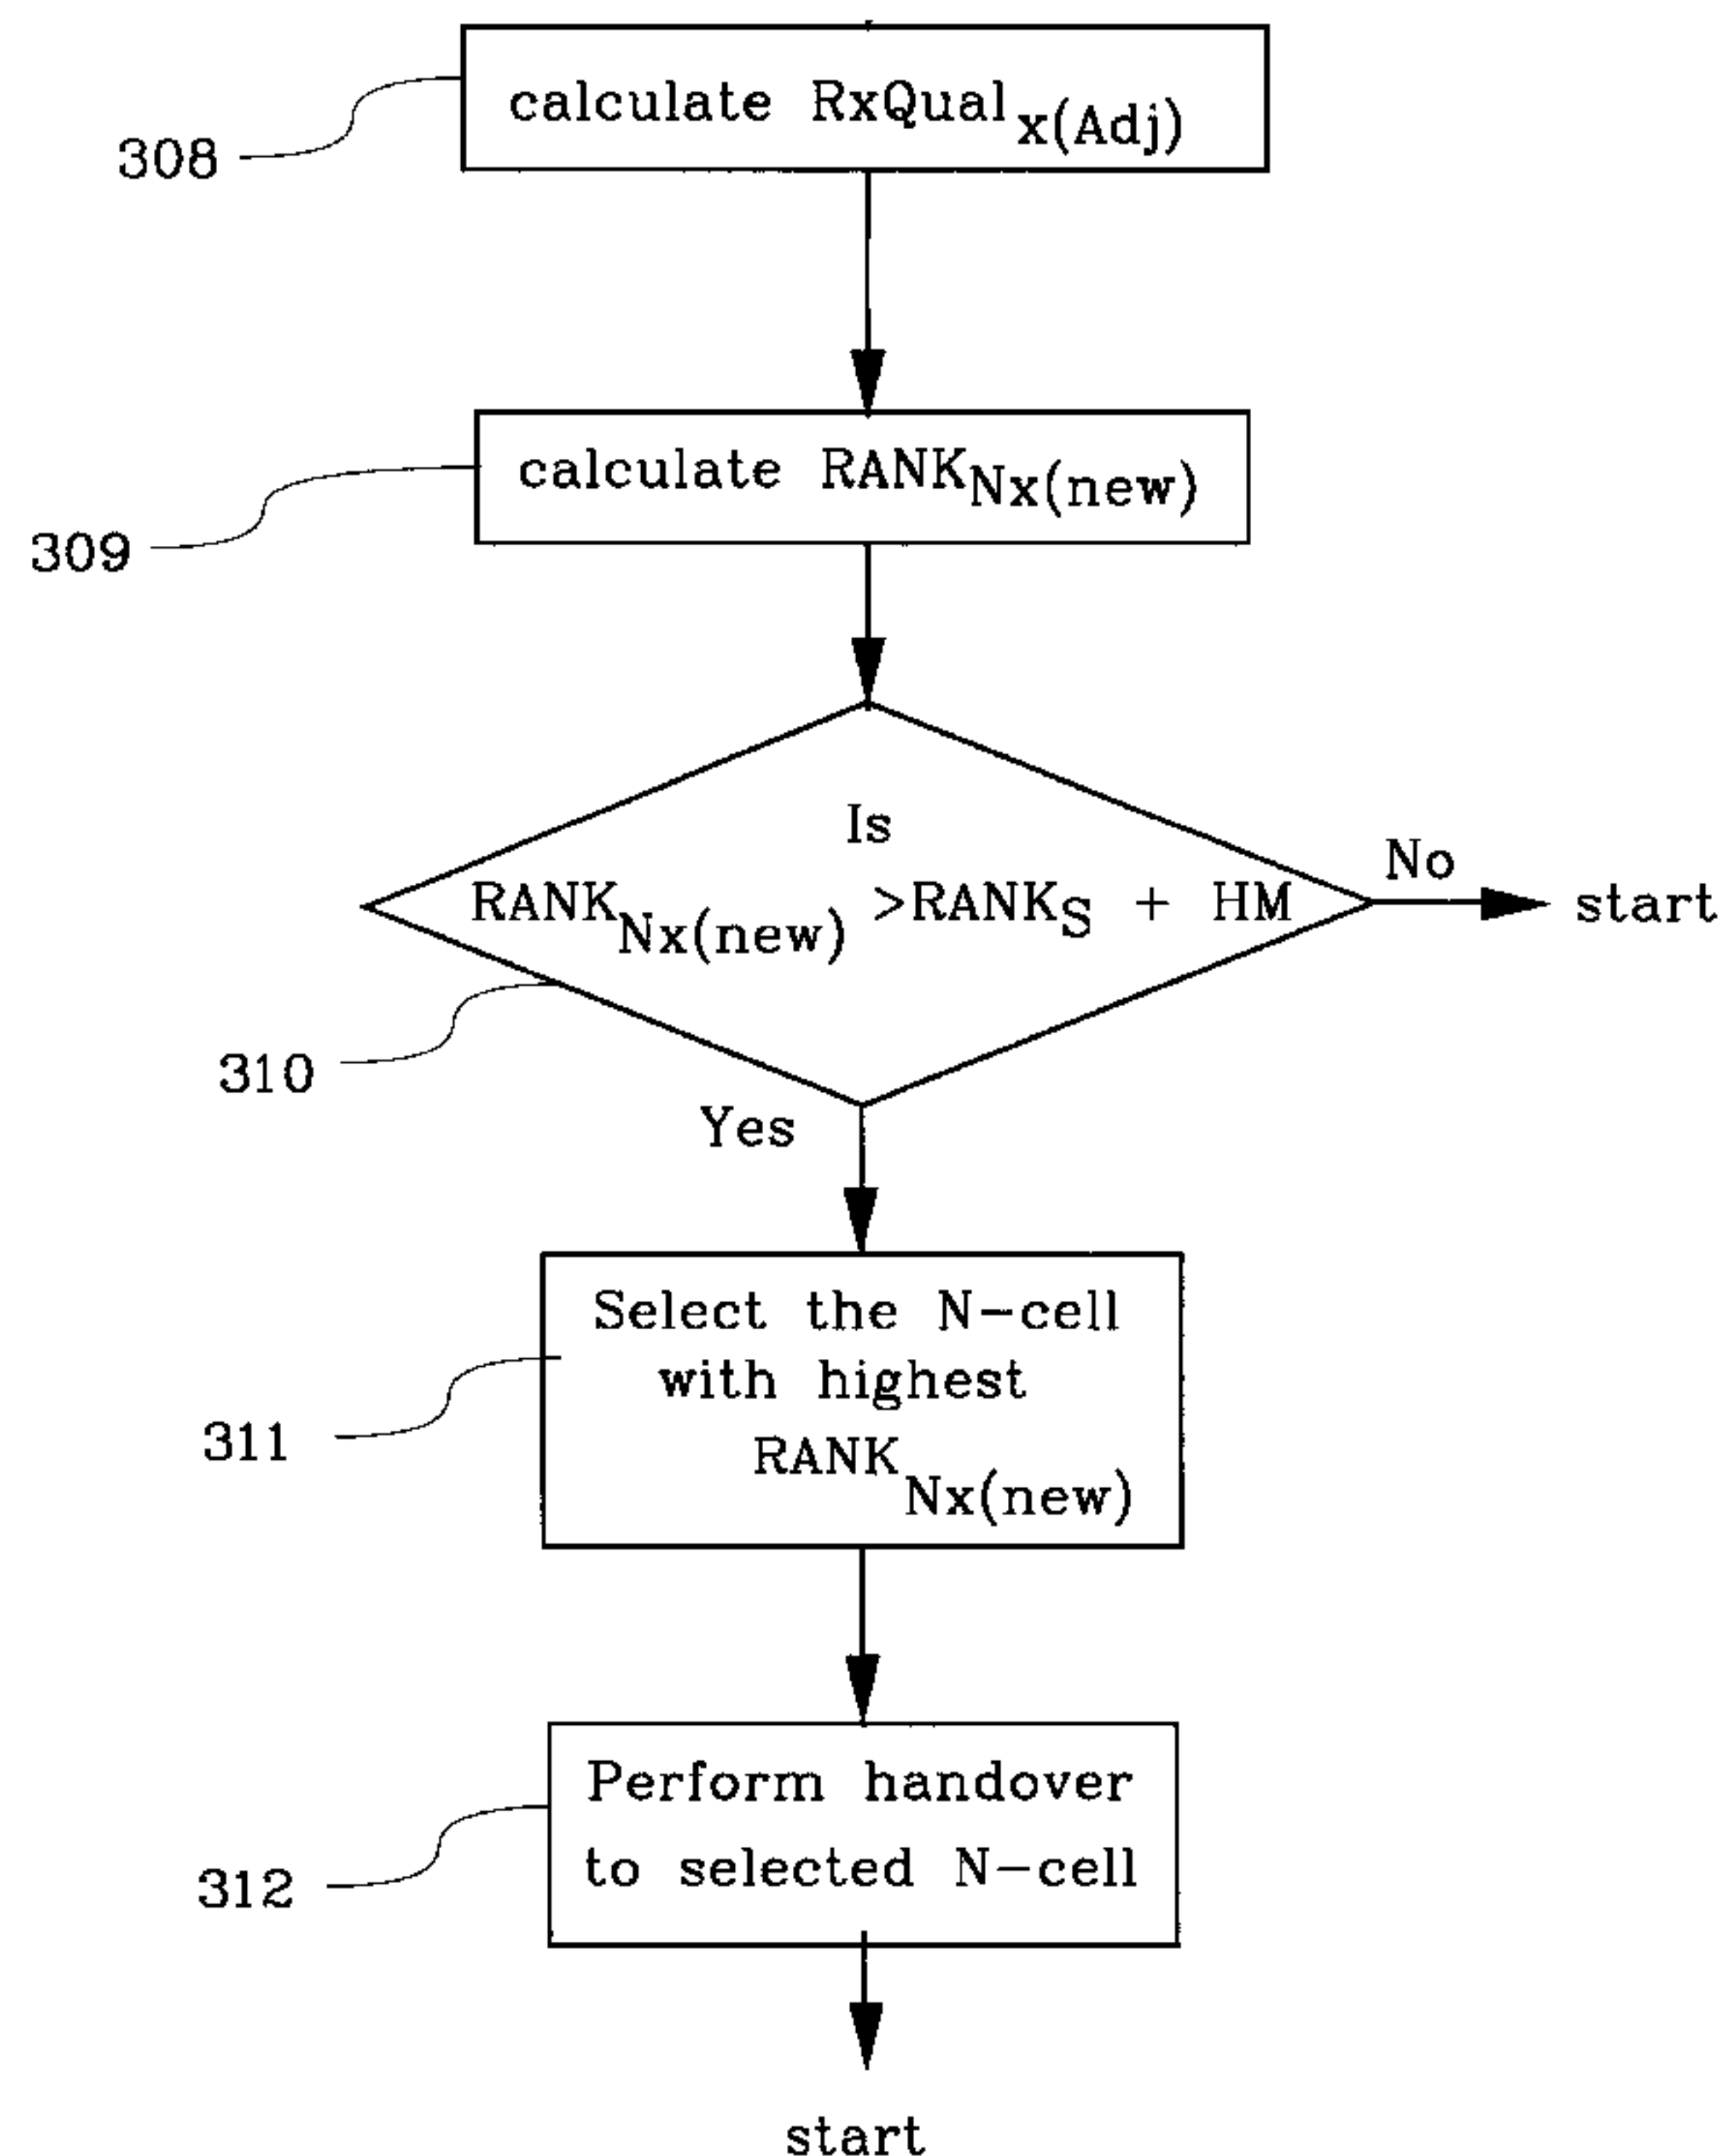 calculate RxQual x(Adj)
308
calculate RANK Nx(new)
309
Is
RANK Nx(new) >RANK S + HM
No
start
310
Yes
Select the N-cell
with highest
RANK
Nx(new)
311
Perform handover
to selected N-cell
312
start